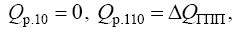 Qр.10 = 0, Qр.110 = ΔQГПП,